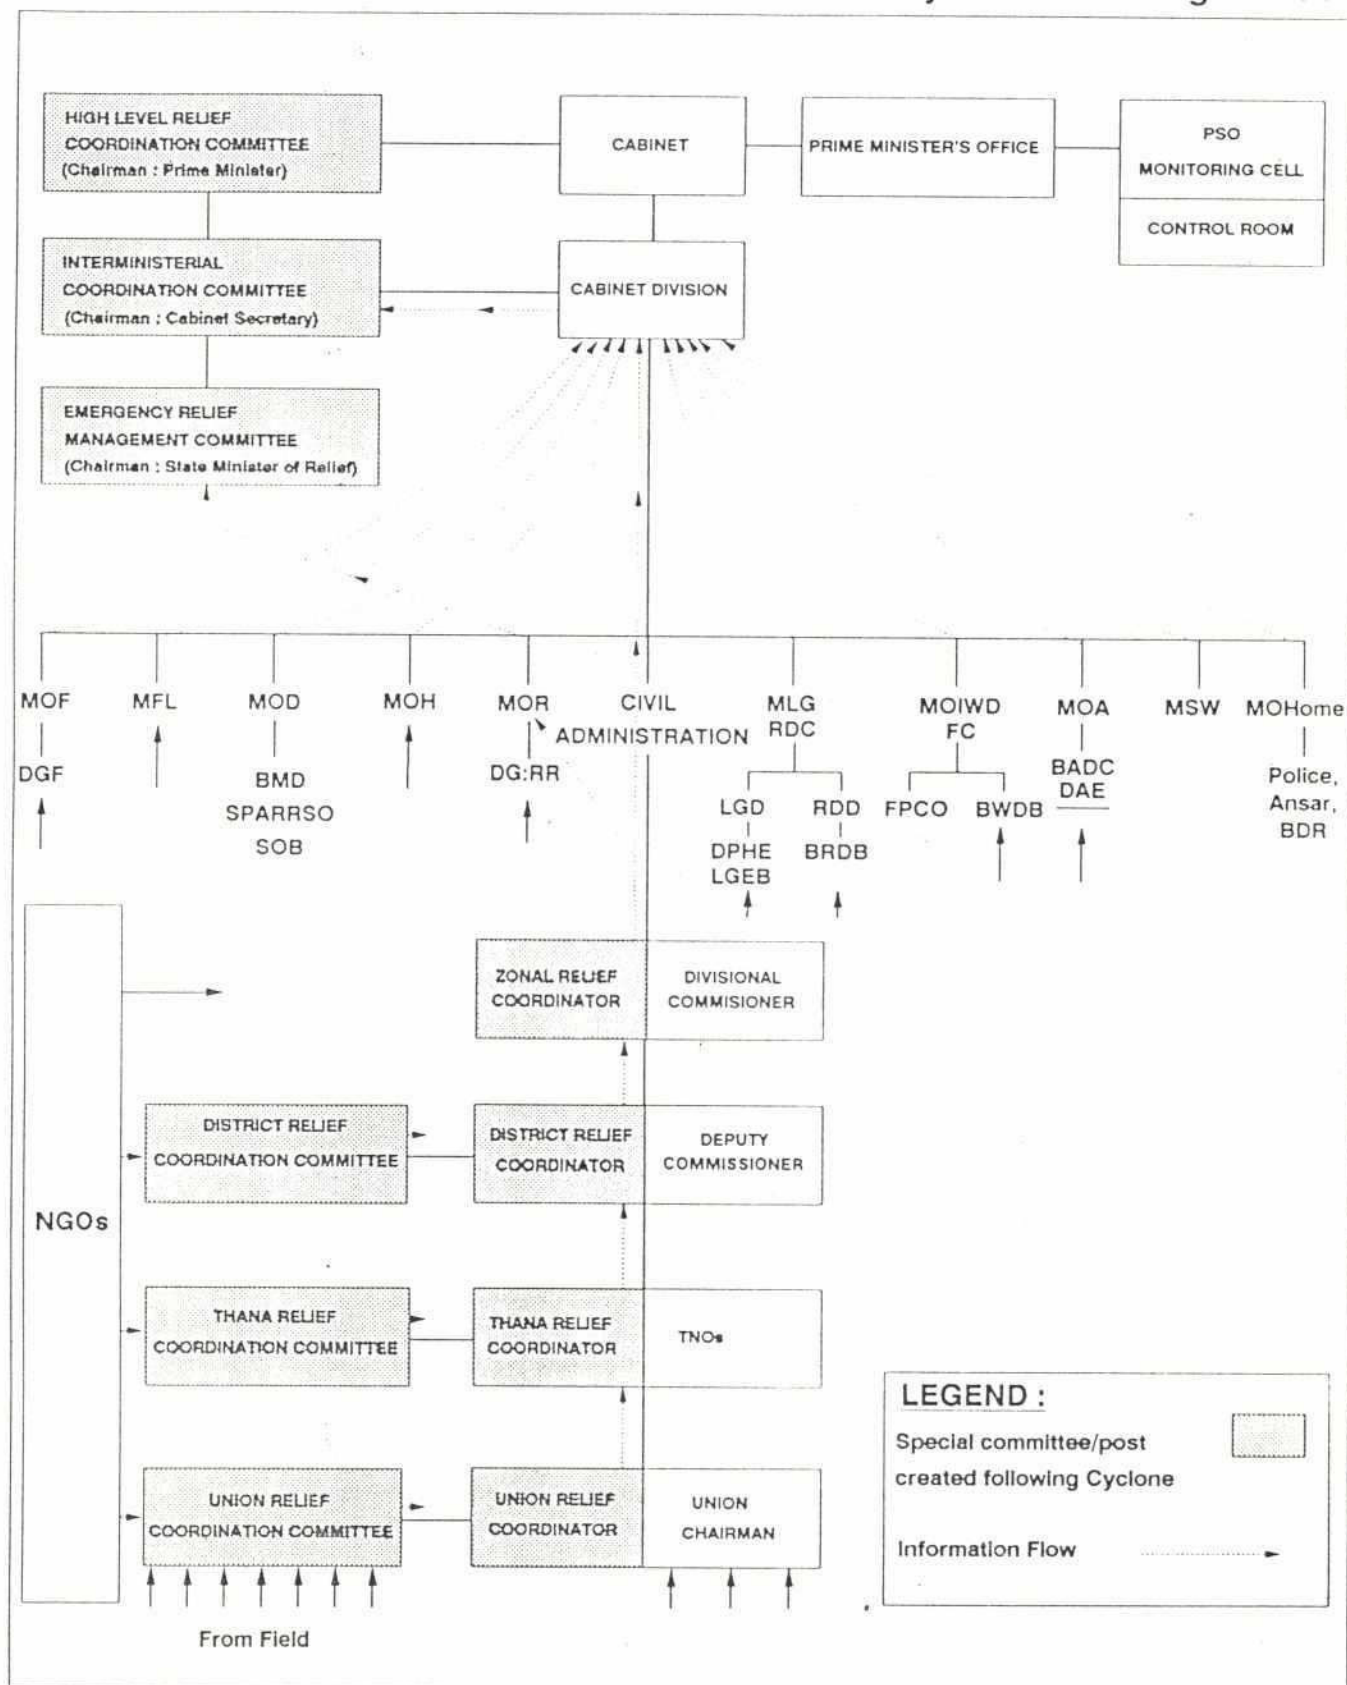 HIGH LEVEL RELIEF
COORDINATION COMMITTEE
(Chairman : Prime Minister)
CABINET
PRIME MINISTER'S OFFICE
PSO
MONITORING CELL
CONTROL ROOM
INTERMINISTERIAL
COORDINATION COMMITTEE
(Chairman : Cabinet Secretary)
CABINET DIVISION
EMERGENCY RELIEF
MANAGEMENT COMMITTEE
(Chairman : State Minister of Relief)
MOF
DGF
MFL
MOD
BMD
SPARRSO
SOB
MOH
MOR
DG:RR
CIVIL
ADMINISTRATION
MLG
RDC
LGD
DPHE
LGEB
RDD
BRDB
MOIWD
FC
FPCO
BWDB
MOA
BADC
DAE
MSW
MOHome
Police,
Ansar,
BDR
NGOs
ZONAL RELIEF
COORDINATOR
DIVISIONAL
COMMISIONER
DISTRICT RELIEF
COORDINATION COMMITTEE
DISTRICT RELIEF
COORDINATOR
DEPUTY
COMMISSIONER
THANA RELIEF
COORDINATION COMMITTEE
THANA RELIEF
COORDINATOR
TNOs
UNION RELIEF
COORDINATION COMMITTEE
UNION RELIEF
COORDINATOR
UNION
CHAIRMAN
From Field
LEGEND :
Special committee/post
created following Cyclone
Information Flow